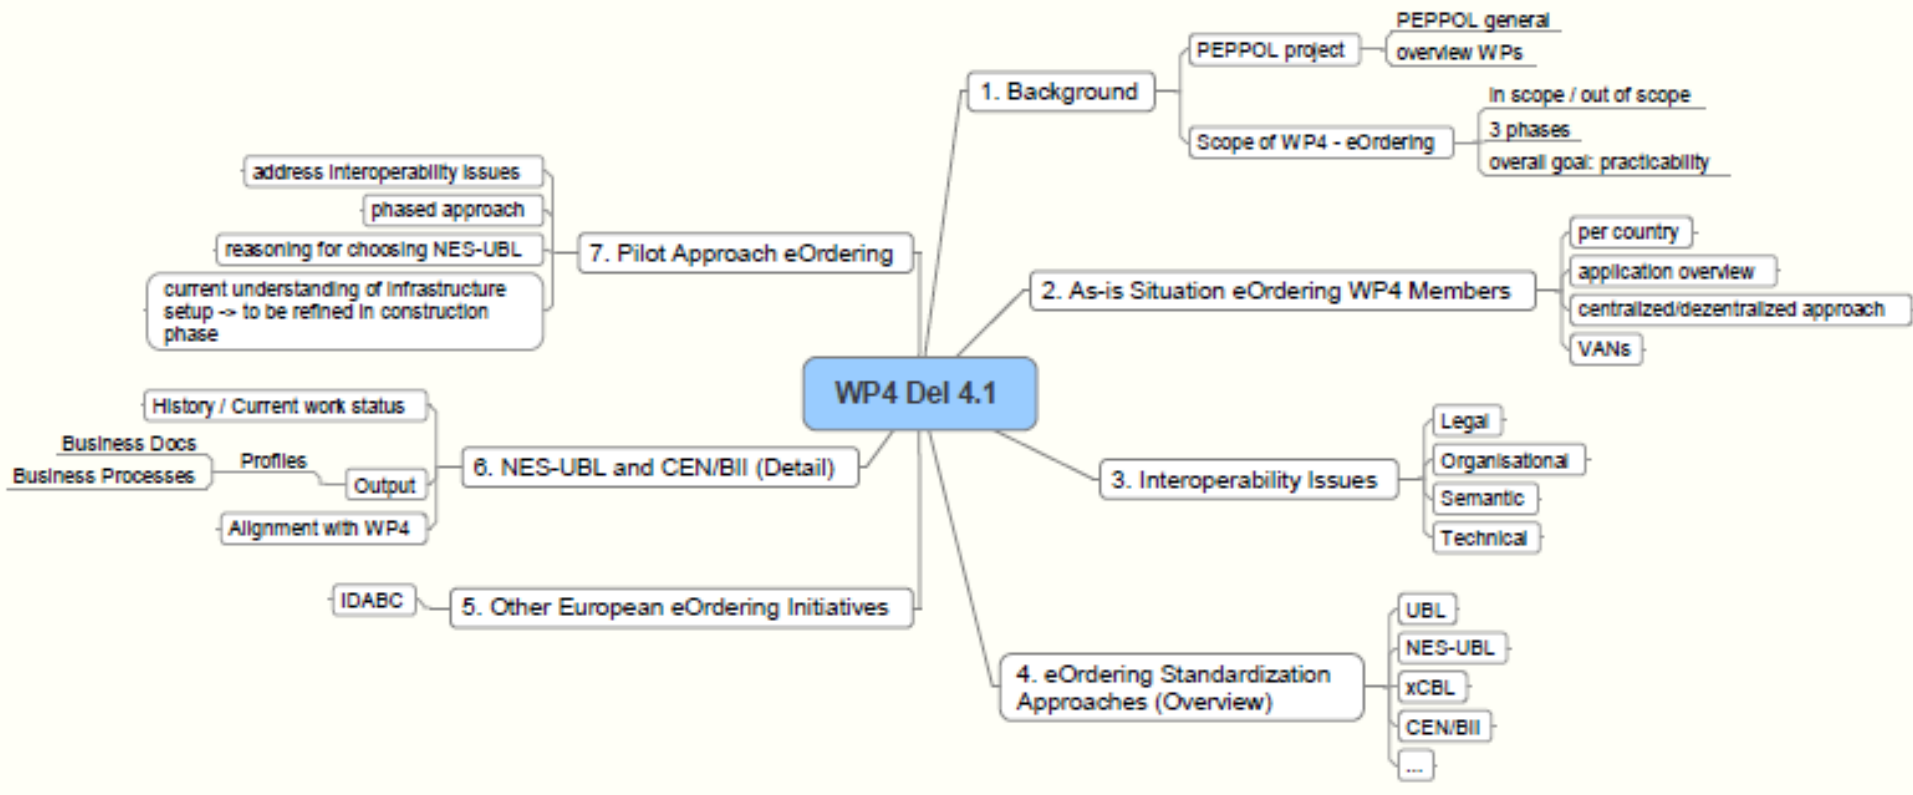 WP4 Del 4.1
1. Background
PEPPOL project
PEPPOL general
overview WPs
Scope of WP4 - eOrdering
In scope / out of scope
3 phases
overall goal: practicability
2. As-is Situation eOrdering WP4 Members
per country
application overview
centralized/dezentralized approach
VANs
3. Interoperability Issues
Legal
Organisational
Semantic
Technical
4. eOrdering Standardization
Approaches (Overview)
UBL
NES-UBL
xCBL
CEN/BII
...
5. Other European eOrdering Initiatives
IDABC
6. NES-UBL and CEN/BII (Detail)
History / Current work status
Output
Profiles
Business Docs
Business Processes
Alignment with WP4
7. Pilot Approach eOrdering
address Interoperability Issues
phased approach
reasoning for choosing NES-UBL
current understanding of infrastructure
setup -> to be refined in construction
phase